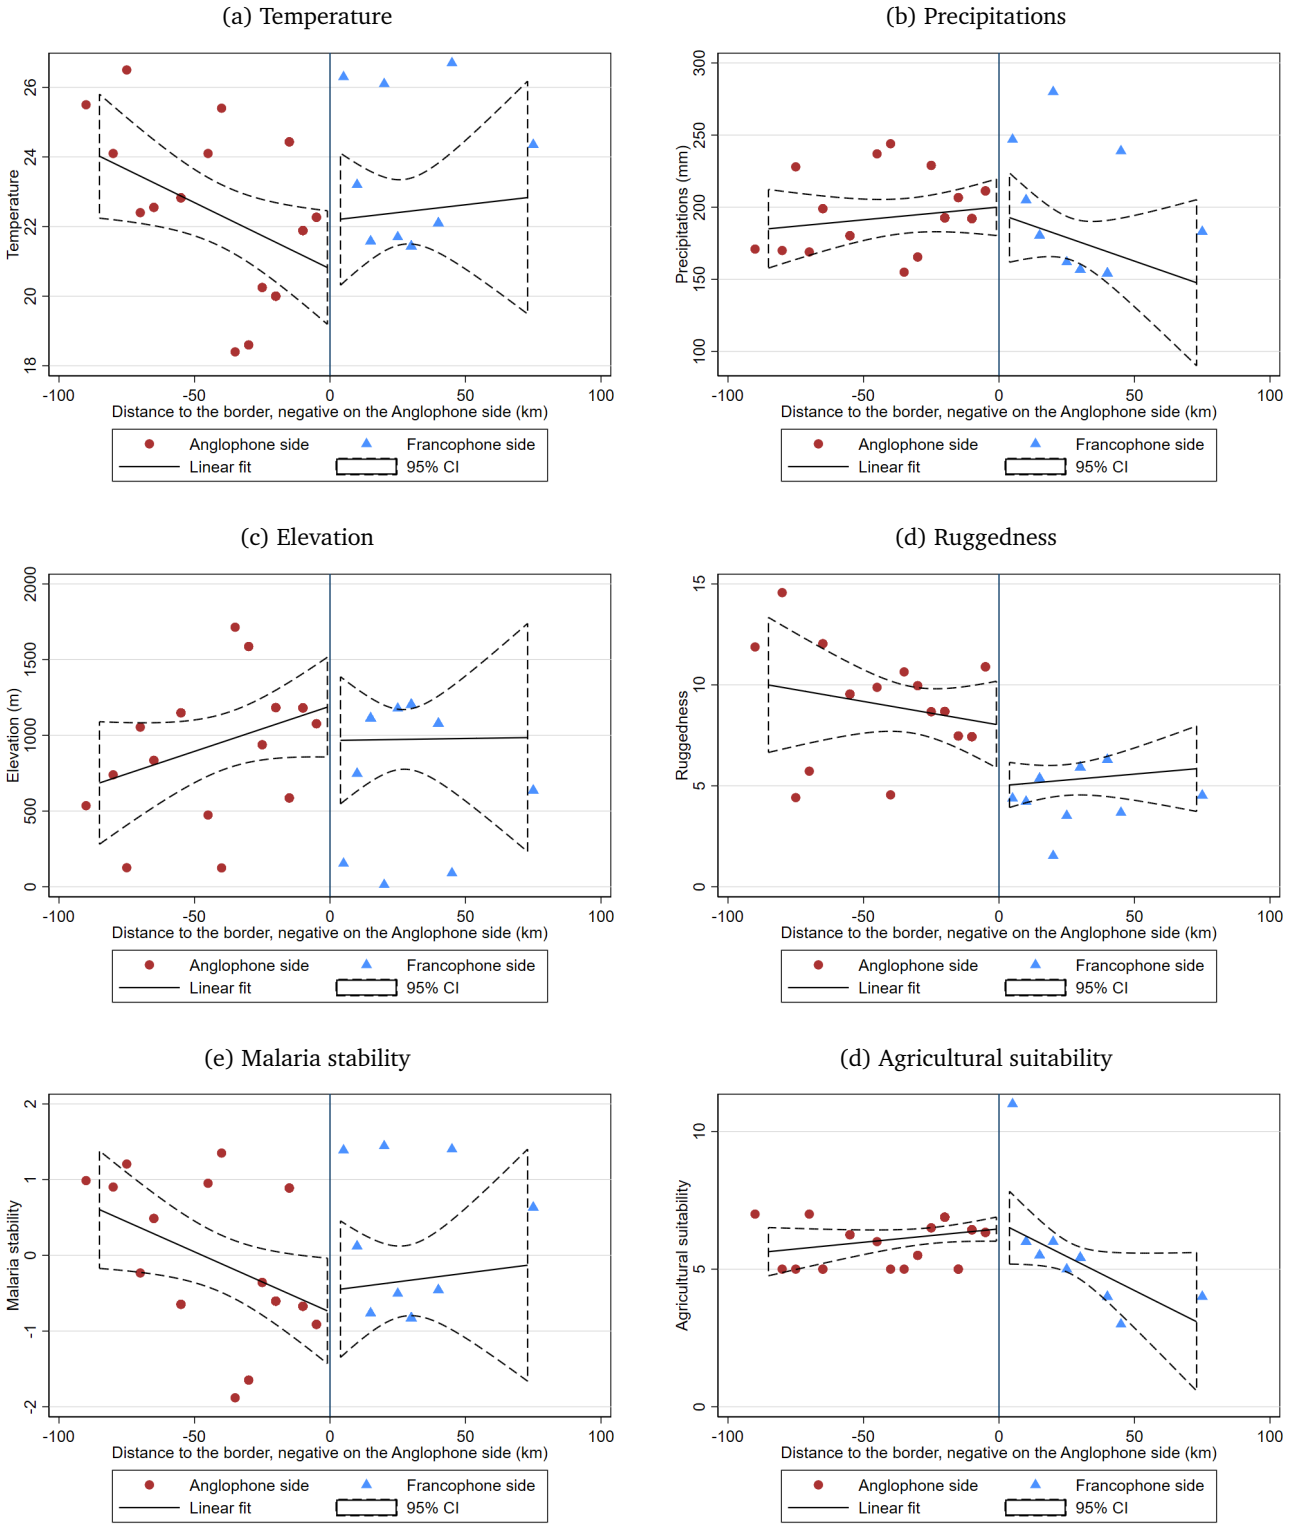 (a) Temperature
26
24
22
20
18
Temperature
-100 -50 0 50 100
Distance to the border, negative on the Anglophone side (km)
Anglophone side Francophone side
Linear fit 95% CI
(b) Precipitations
300
250
200
150
100
Precipitations (mm)
-100 -50 0 50 100
Distance to the border, negative on the Anglophone side (km)
Anglophone side Francophone side
Linear fit 95% CI
(c) Elevation
2000
1500
1000
500
0
Elevation (m)
-100 -50 0 50 100
Distance to the border, negative on the Anglophone side (km)
Anglophone side Francophone side
Linear fit 95% CI
(d) Ruggedness
15
10
5
0
Ruggedness
-100 -50 0 50 100
Distance to the border, negative on the Anglophone side (km)
Anglophone side Francophone side
Linear fit 95% CI
(e) Malaria stability
2
1
0
-1
-2
Malaria stability
-100 -50 0 50 100
Distance to the border, negative on the Anglophone side (km)
Anglophone side Francophone side
Linear fit 95% CI
(d) Agricultural suitability
10
5
0
Agricultural suitability
-100 -50 0 50 100
Distance to the border, negative on the Anglophone side (km)
Anglophone side Francophone side
Linear fit 95% CI